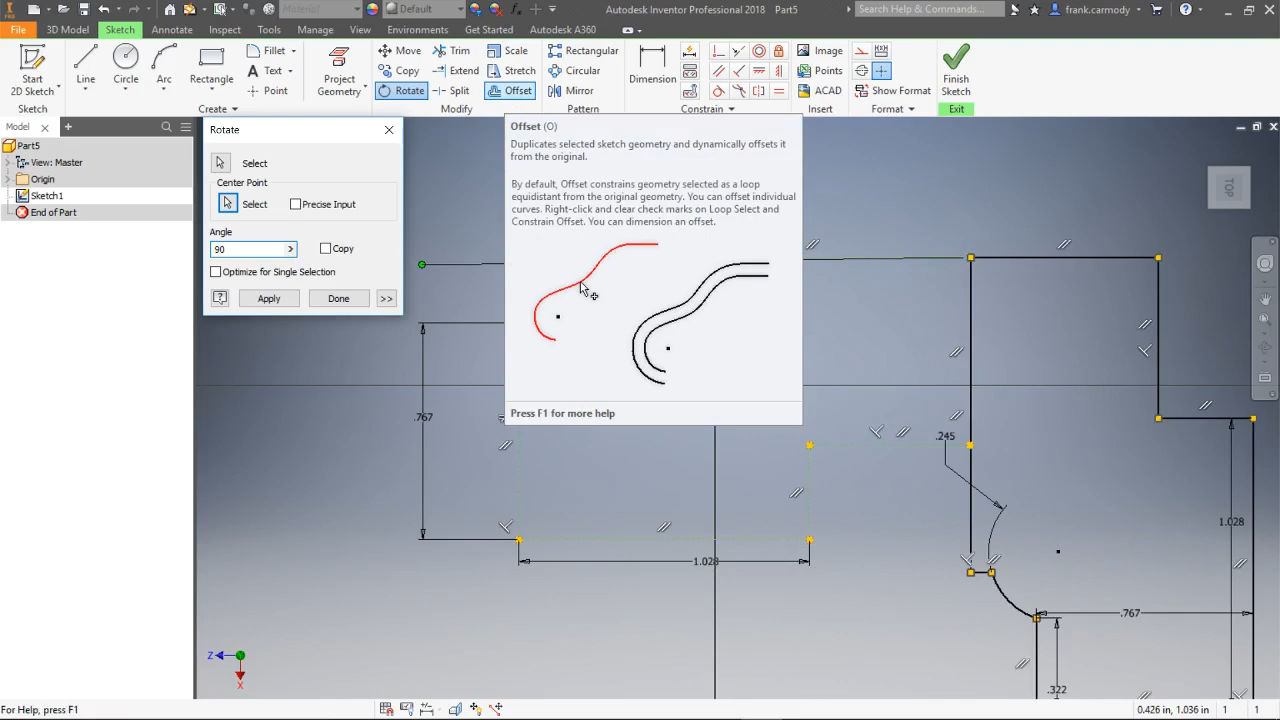 Material
Default
Autodesk Inventor Professional 2018 Part5
Search Help & Commands...
frank.carmody
File 3D Model Sketch Annotate Inspect Tools Manage View Environments Get Started Autodesk A360
Start
2D Sketch
Line
Circle
Arc
Rectangle
Fillet
Text
Point
Project
Geometry
Move Trim Scale
Copy Extend Stretch
Rotate Split Offset
Rectangular
Circular
Mirror
Dimension
Image
Points
ACAD
Show Format
Finish
Sketch
Sketch Create Modify Pattern Constrain Insert Format Exit
Model
Part5
View: Master
Origin
Sketch1
End of Part
Rotate
Select
Center Point
Select
Precise Input
Angle
90
Copy
Optimize for Single Selection
Apply
Done
>>
Offset (O)
Duplicates selected sketch geometry and dynamically offsets it
from the original.
By default, Offset constrains geometry selected as a loop
equidistant from the original geometry. You can offset individual
curves. Right-click and clear check marks on Loop Select and
Constrain Offset. You can dimension an offset.
Press F1 for more help
TOP
.767
.245
1.028
1.028
.767
.322
Z
X
For Help, press F1
0.426 in, 1.036 in 1 1